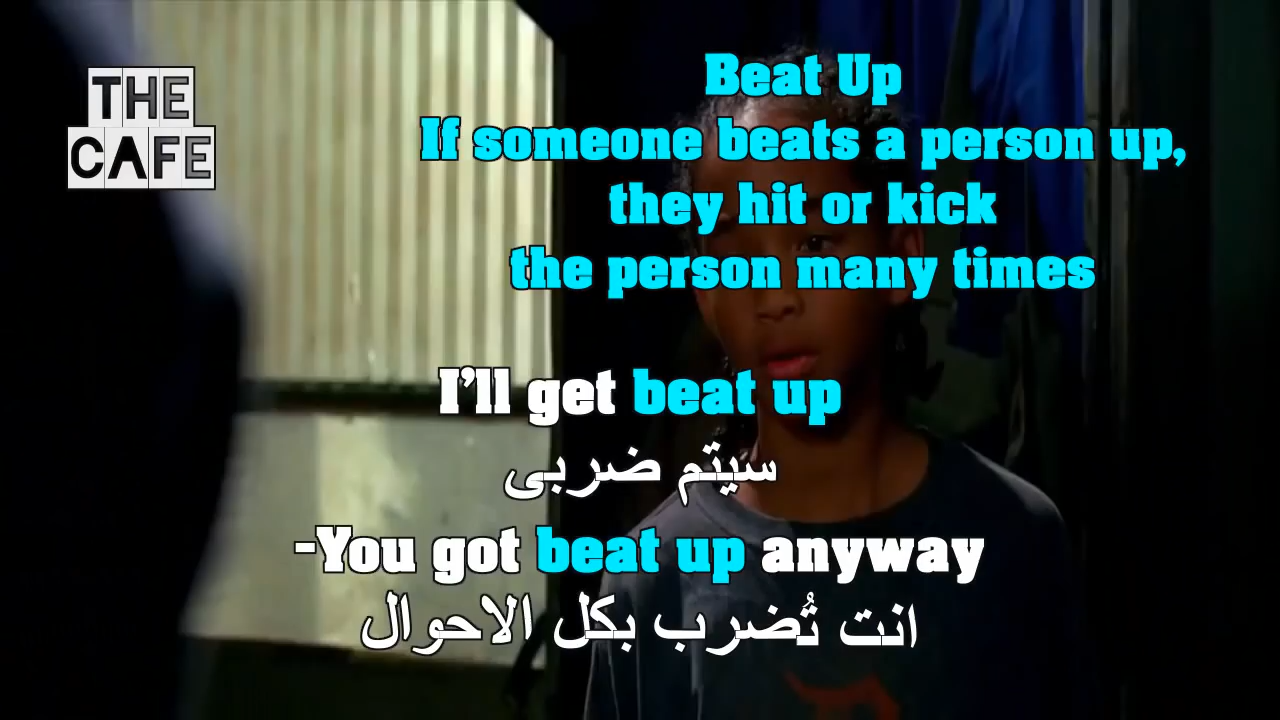 THE
CAFE
Beat Up
If someone beats a person up,
they hit or kick
the person many times
I'll get beat up
سيتم ضربى
-You got beat up anyway
انت تُضرب بكل الاحوال